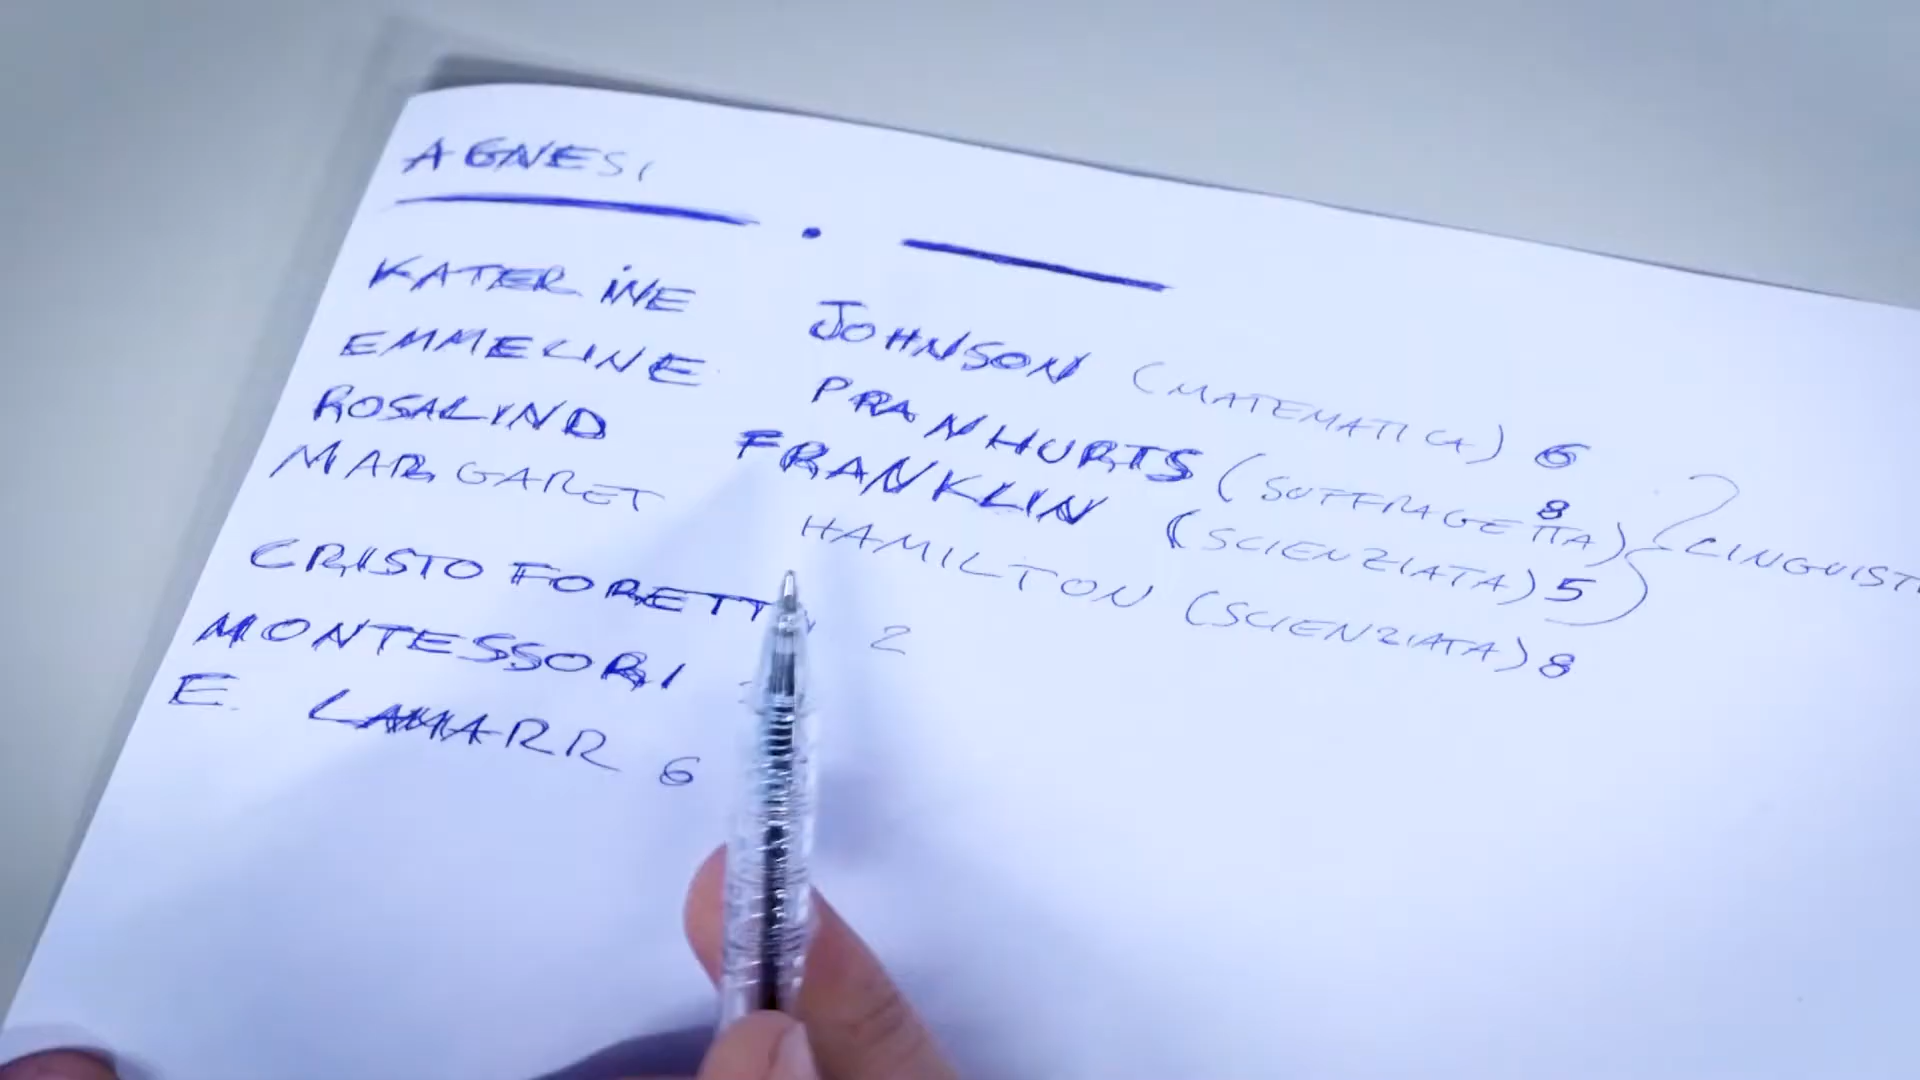 AGNESI
KATERINE JOHNSON (MATEMATICA) 6
EMMELINE PRANHURTS (SUFFRAGETTA) 8
ROSALIND FRANKLIN (SCIENZIATA) 5
MARGARET HAMILTON (SCIENZIATA) 8
CRISTOFORETTI 2
MONTESSORI
E. LAMARR 6